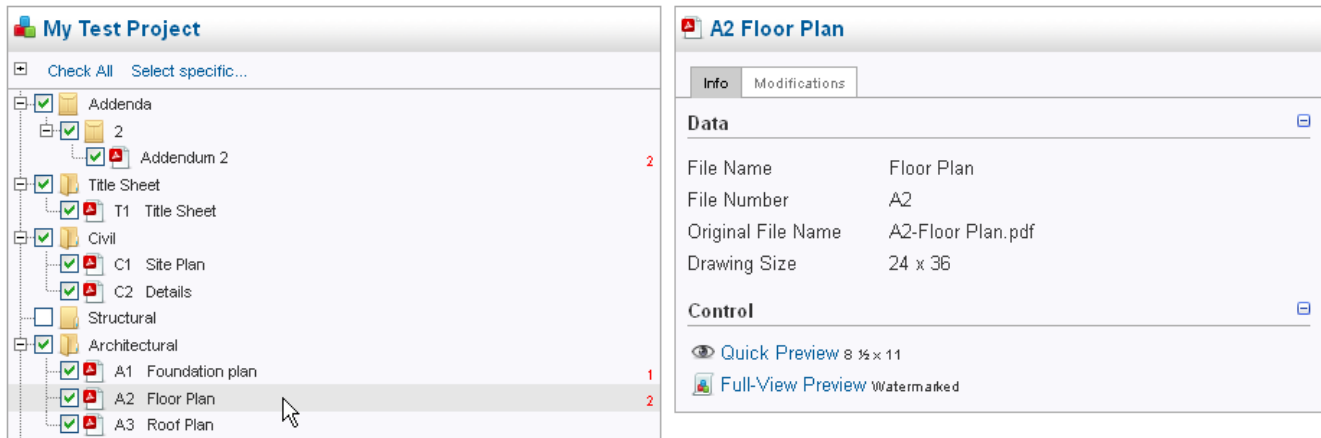 My Test Project
Check All Select specific...
Addenda
2
Addendum 2 2
Title Sheet
T1 Title Sheet
Civil
C1 Site Plan
C2 Details
Structural
Architectural
A1 Foundation plan 1
A2 Floor Plan 2
A3 Roof Plan
A2 Floor Plan
Info Modifications
Data
File Name Floor Plan
File Number A2
Original File Name A2-Floor Plan.pdf
Drawing Size 24 x 36
Control
Quick Preview 8 ½ x 11
Full-View Preview Watermarked